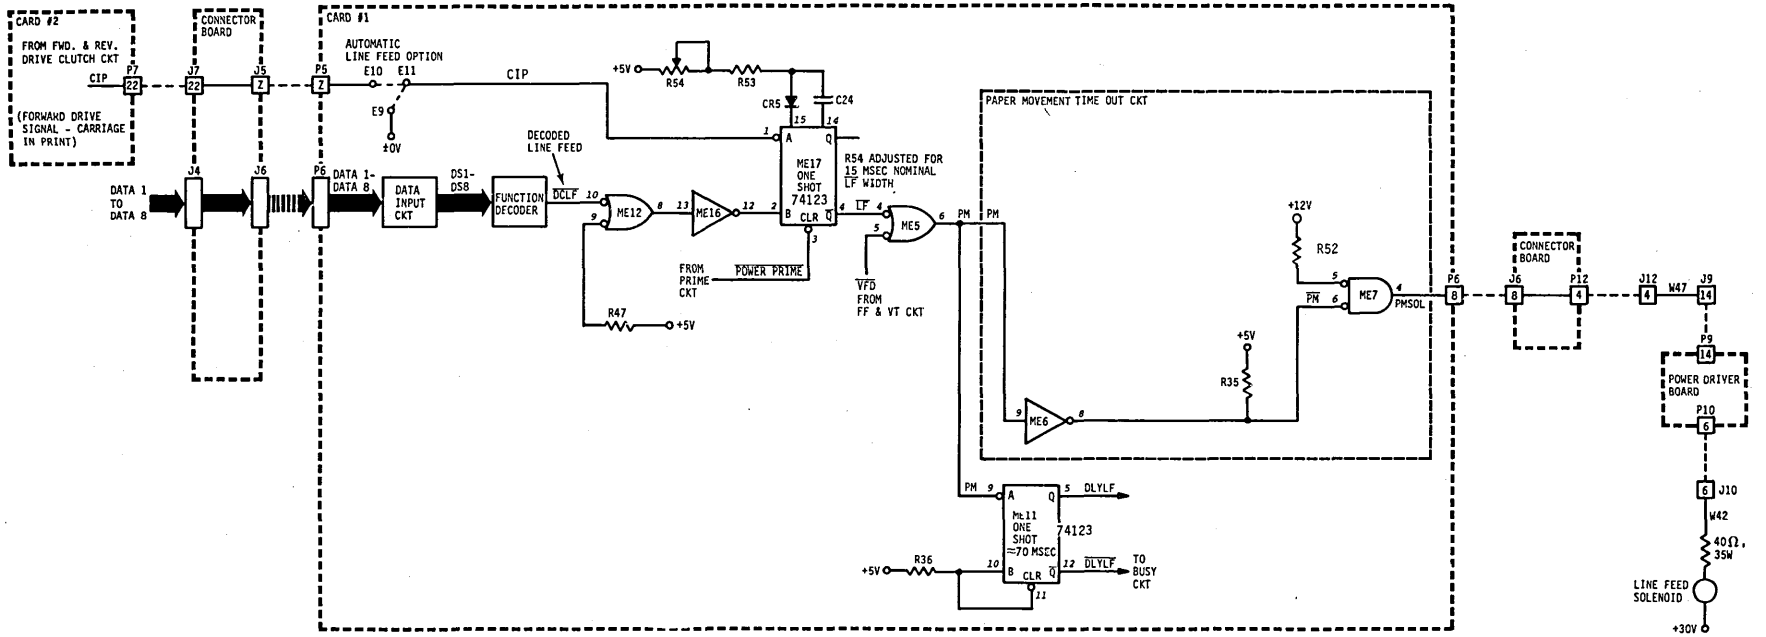 CARD #2
FROM FWD. & REV.
DRIVE CLUTCH CKT
CIP
(FORWARD DRIVE
SIGNAL - CARRIAGE
IN PRINT)
P7
22
CONNECTOR
BOARD
J7
22
J5
Z
J4
J6
DATA 1
TO
DATA 8
CARD #1
P5
Z
AUTOMATIC
LINE FEED OPTION
E10
E11
E9
±0V
CIP
P6
DATA 1-
DATA 8
DATA
INPUT
CKT
DS1-
DS8
FUNCTION
DECODER
DECODED
LINE FEED
DCLF
10
9
ME12
8
13
ME16
12
R47
+5V
+5V
R54
R53
CR5
C24
15
14
1
A
Q
ME17
ONE
SHOT
74123
2
B
CLR
Q
4
3
R54 ADJUSTED FOR
15 MSEC NOMINAL
LF WIDTH
FROM
PRIME
CKT
POWER PRIME
LF
4
5
ME5
6
VFD
FROM
FF & VT CKT
PM
PM
PAPER MOVEMENT TIME OUT CKT
+12V
R52
5
PM
6
ME7
4
PMSOL
+5V
R35
9
ME6
8
PM
9
A
Q
5
DLYLF
ME11
ONE
SHOT
≈70 MSEC
74123
+5V
R36
10
B
CLR
Q
12
DLYLF
11
TO
BUSY
CKT
P6
8
CONNECTOR
BOARD
J6
8
P12
4
J12
4
W47
J9
14
P9
14
POWER DRIVER
BOARD
P10
6
6
J10
W42
40Ω,
35W
LINE FEED
SOLENOID
+30V